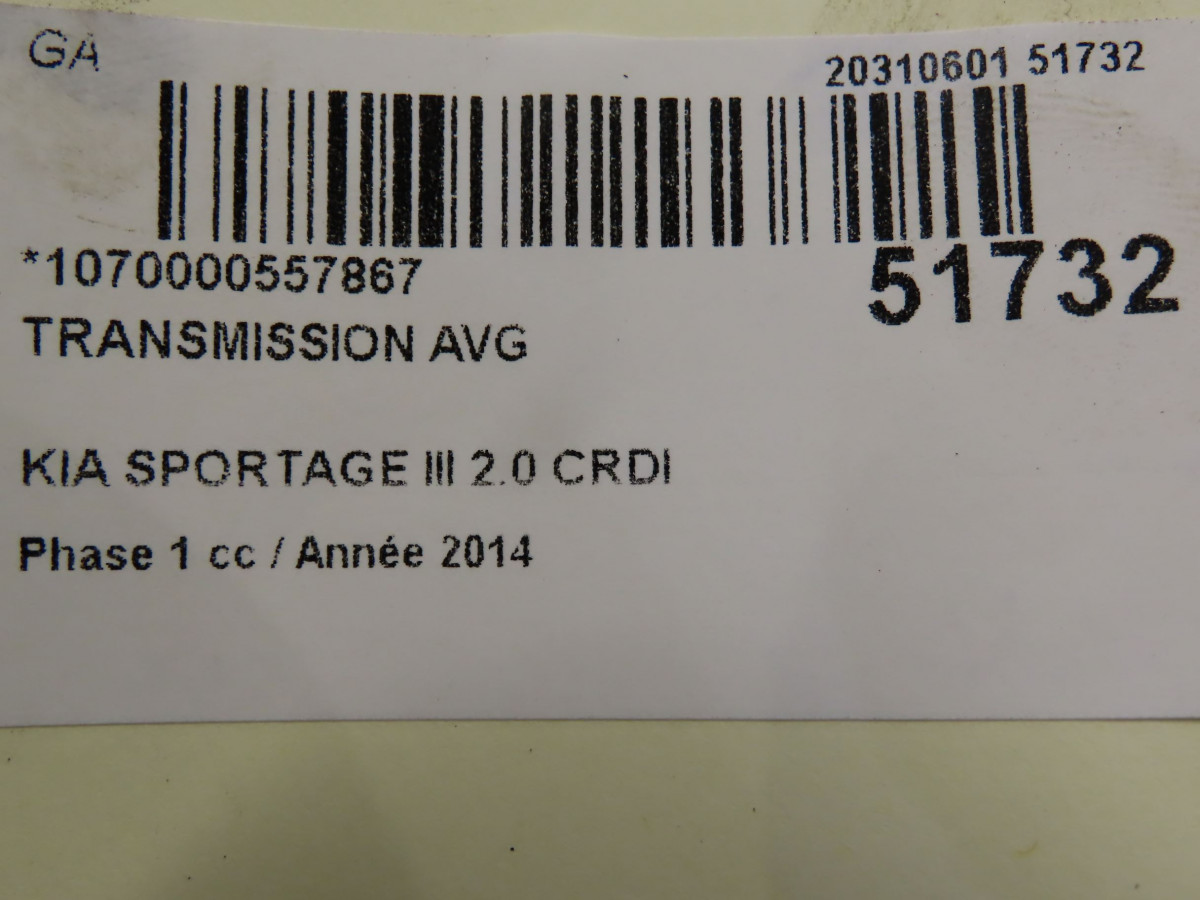 GA
20310601 51732
*1070000557867
51732
TRANSMISSION AVG
KIA SPORTAGE III 2.0 CRDI
Phase 1 cc / Année 2014